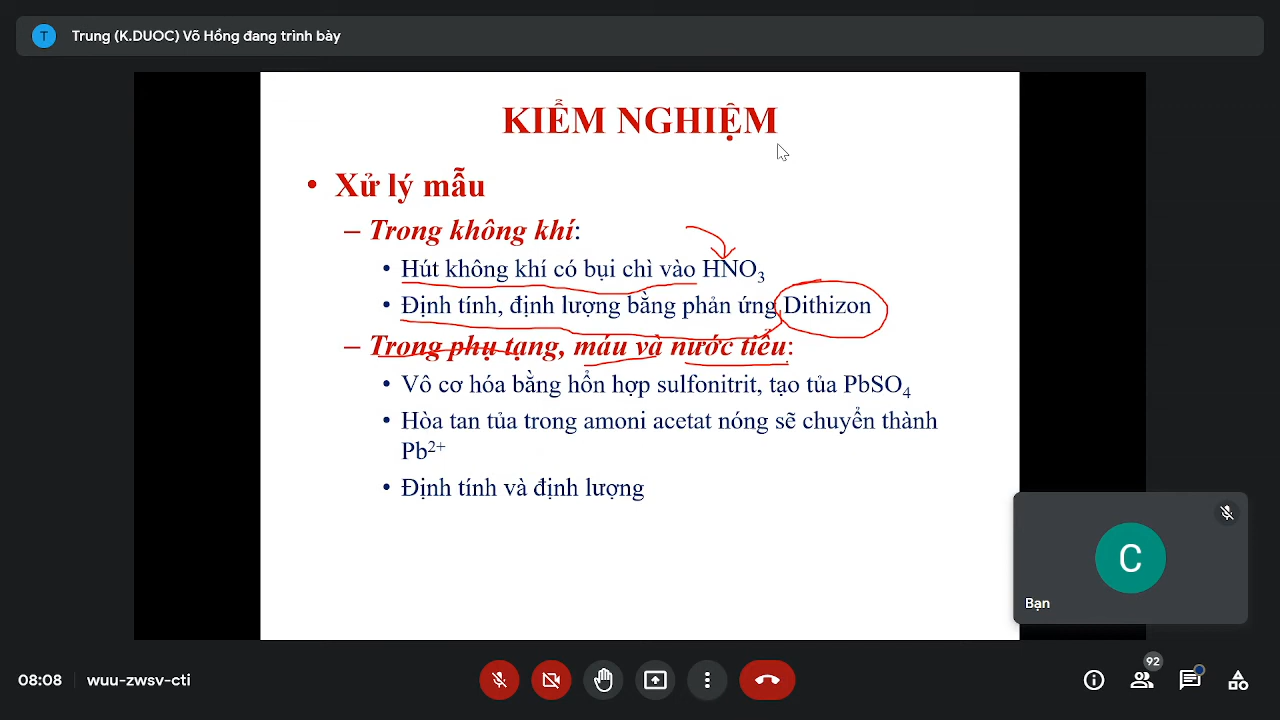 T Trung (K.DUOC) Võ Hồng đang trình bày
KIỂM NGHIỆM
• Xử lý mẫu
– Trong không khí:
• Hút không khí có bụi chì vào HNO₃
• Định tính, định lượng bằng phản ứng Dithizon
– Trong phụ tạng, máu và nước tiểu:
• Vô cơ hóa bằng hổn hợp sulfonitrit, tạo tủa PbSO₄
• Hòa tan tủa trong amoni acetat nóng sẽ chuyển thành
Pb²⁺
• Định tính và định lượng
C
Bạn
08:08 | wuu-zwsv-cti
92